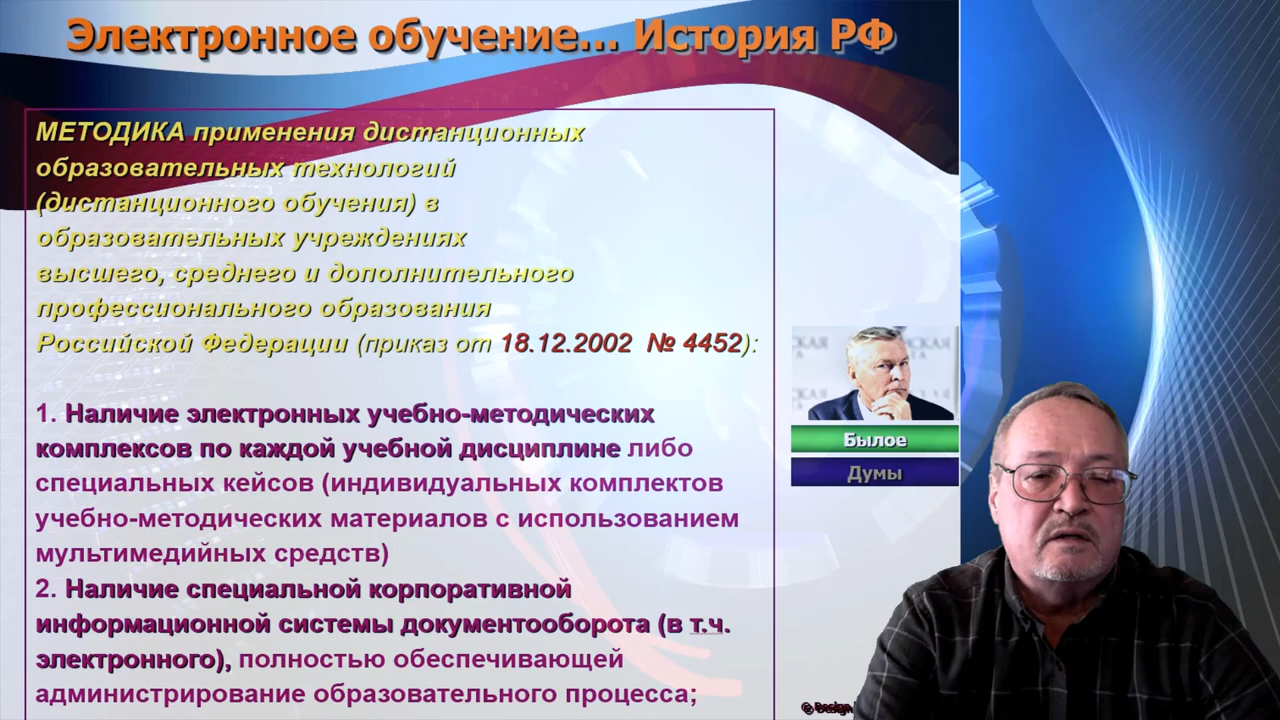 Электронное обучение... История РФ
МЕТОДИКА применения дистанционных
образовательных технологий
(дистанционного обучения) в
образовательных учреждениях
высшего, среднего и дополнительного
профессионального образования
Российской Федерации (приказ от 18.12.2002 № 4452):
1. Наличие электронных учебно-методических
комплексов по каждой учебной дисциплине либо
специальных кейсов (индивидуальных комплектов
учебно-методических материалов с использованием
мультимедийных средств)
2. Наличие специальной корпоративной
информационной системы документооборота (в т.ч.
электронного), полностью обеспечивающей
администрирование образовательного процесса;
Былое
Думы
© Design